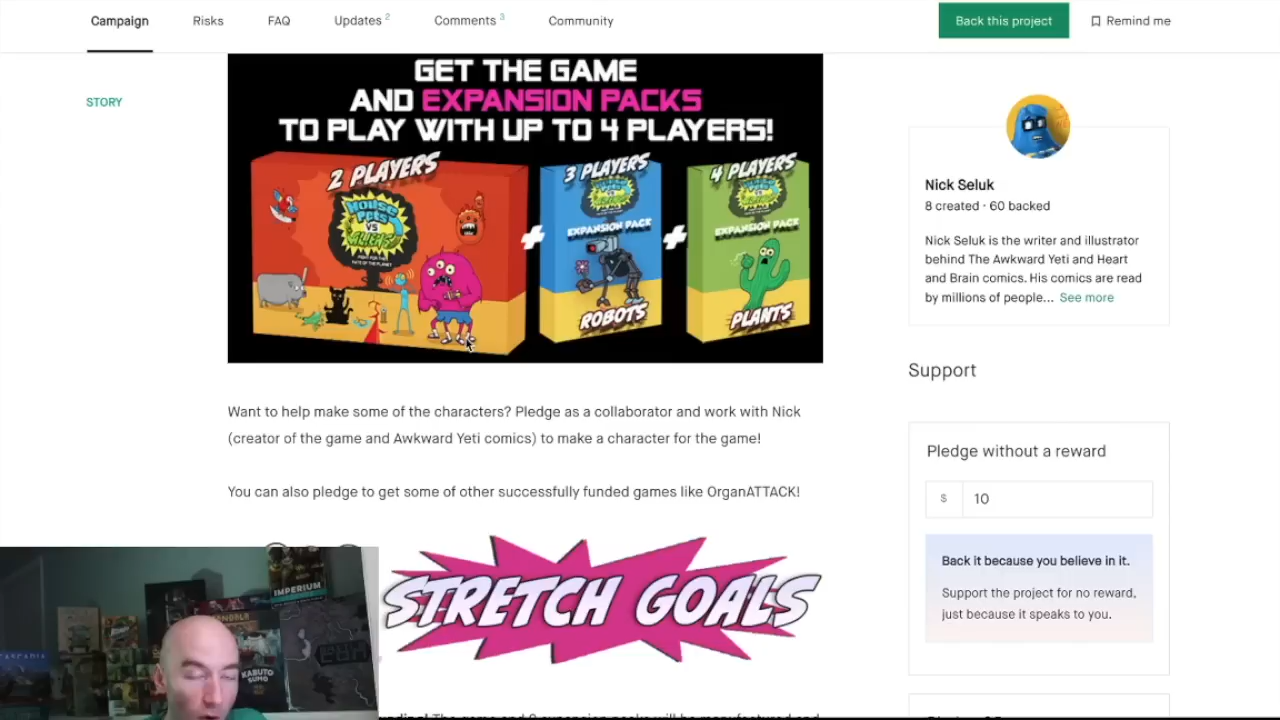 Campaign
Risks
FAQ
Updates 2
Comments 3
Community
Back this project
Remind me
STORY
GET THE GAME
AND EXPANSION PACKS
TO PLAY WITH UP TO 4 PLAYERS!
2 PLAYERS
HOUSE
PETS
VS
ALIENS
3 PLAYERS
EXPANSION PACK
ROBOTS
4 PLAYERS
EXPANSION PACK
PLANTS
Want to help make some of the characters? Pledge as a collaborator and work with Nick
(creator of the game and Awkward Yeti comics) to make a character for the game!
You can also pledge to get some of other successfully funded games like OrganATTACK!
STRETCH GOALS
Nick Seluk
8 created · 60 backed
Nick Seluk is the writer and illustrator
behind The Awkward Yeti and Heart
and Brain comics. His comics are read
by millions of people... See more
Support
Pledge without a reward
$ 10
Back it because you believe in it.
Support the project for no reward,
just because it speaks to you.
IMPERIUM
KABUTO
SUMO